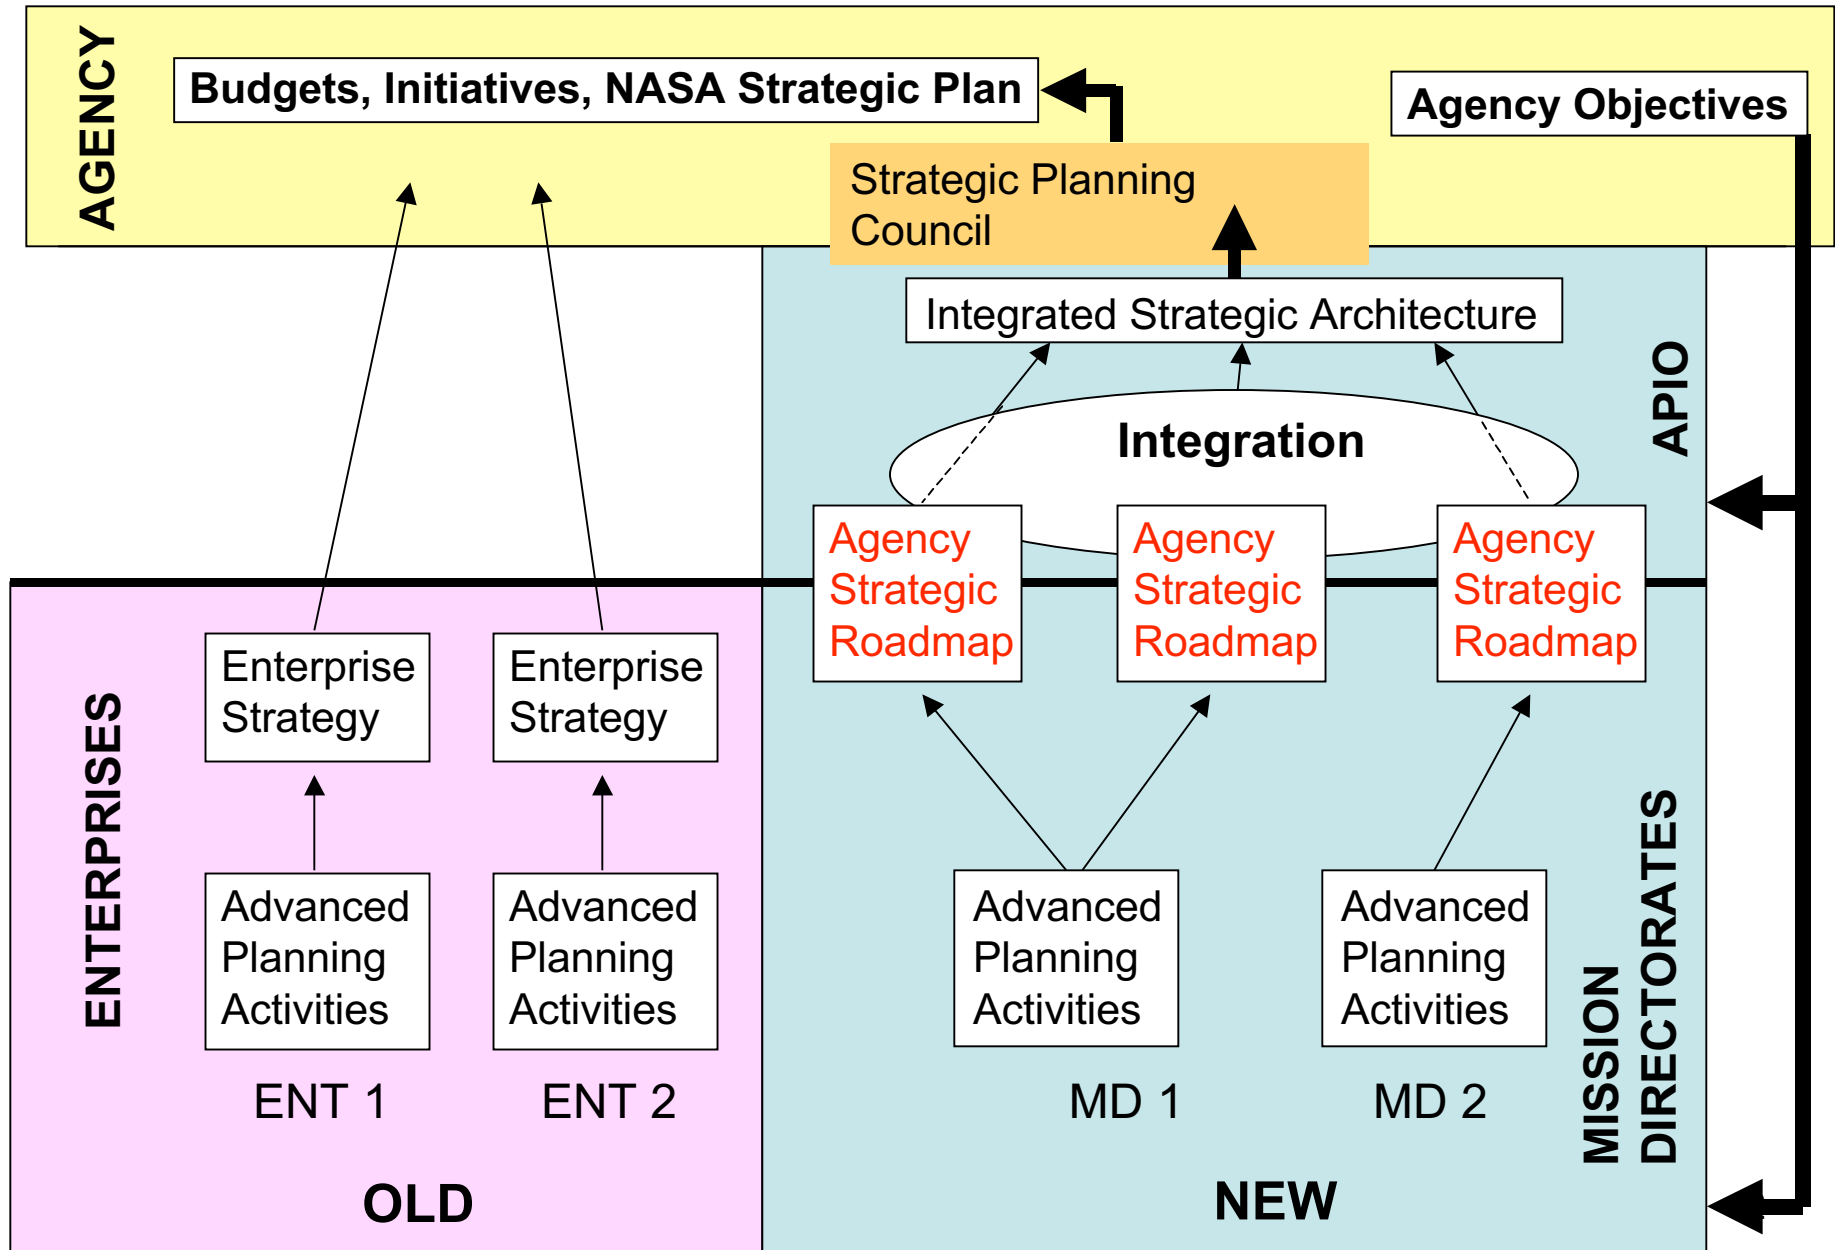 AGENCY
Budgets, Initiatives, NASA Strategic Plan
Agency Objectives
Strategic Planning
Council
Integrated Strategic Architecture
APIO
Integration
Agency
Strategic
Roadmap
Agency
Strategic
Roadmap
Agency
Strategic
Roadmap
ENTERPRISES
Enterprise
Strategy
Enterprise
Strategy
Advanced
Planning
Activities
Advanced
Planning
Activities
Advanced
Planning
Activities
Advanced
Planning
Activities
MISSION
DIRECTORATES
ENT 1
ENT 2
MD 1
MD 2
OLD
NEW